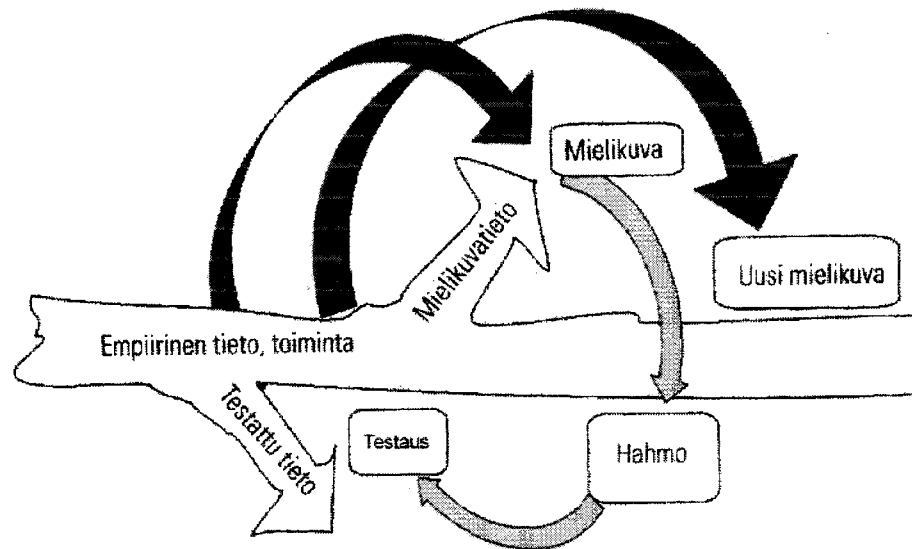 Mielikuva
Mielikuvatieto
Uusi mielikuva
Empiirinen tieto, toiminta
Testattu tieto
Testaus
Hahmo